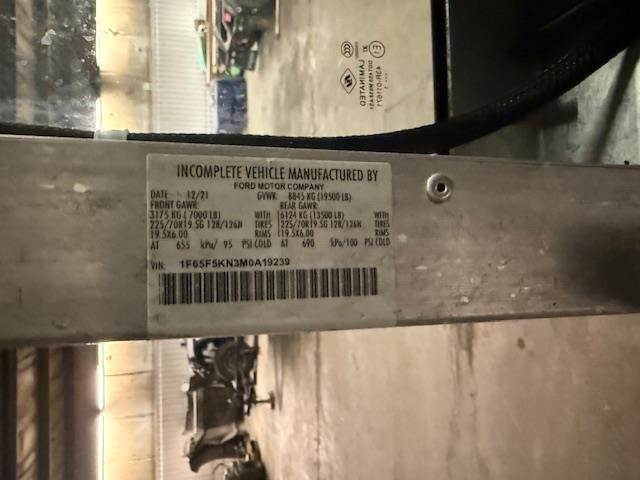 INCOMPLETE VEHICLE MANUFACTURED BY
FORD MOTOR COMPANY
DATE 12/21 GVWR 8845 KG (19500 LB)
FRONT GAWR: REAR GAWR:
3175 KG (7000 LB) WITH 6124 KG (13500 LB) WITH
225/70R19.5G 128/126N TIRES 225/70R19.5G 128/126N TIRES
19.5X6.00 RIMS 19.5X6.00 RIMS
AT 655 kPa/ 95 PSI COLD AT 690 kPa/100 PSI COLD
VIN: 1F65F5KN3M0A19239
LAMINATED